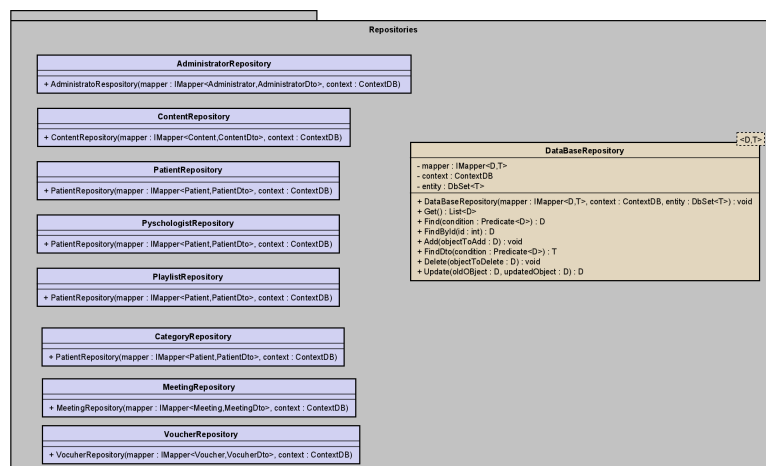 Repositories
AdministratorRepository
+ AdministratoRespository(mapper : IMapper<Administrator,AdministratorDto>, context : ContextDB)
ContentRepository
+ ContentRepository(mapper : IMapper<Content,ContentDto>, context : ContextDB)
PatientRepository
+ PatientRepository(mapper : IMapper<Patient,PatientDto>, context : ContextDB)
PyschologistRepository
+ PatientRepository(mapper : IMapper<Patient,PatientDto>, context : ContextDB)
PlaylistRepository
+ PatientRepository(mapper : IMapper<Patient,PatientDto>, context : ContextDB)
CategoryRepository
+ PatientRepository(mapper : IMapper<Patient,PatientDto>, context : ContextDB)
MeetingRepository
+ MeetingRepository(mapper : IMapper<Meeting,MeetingDto>, context : ContextDB)
VoucherRepository
+ VocuherRepository(mapper : IMapper<Voucher,VocuherDto>, context : ContextDB)
<D,T>
DataBaseRepository
- mapper : IMapper<D,T>
- context : ContextDB
- entity : DbSet<T>
+ DataBaseRepository(mapper : IMapper<D,T>, context : ContextDB, entity : DbSet<T>) : void
+ Get() : List<D>
+ Find(condition : Predicate<D>) : D
+ FindById(id : int) : D
+ Add(objectToAdd : D) : void
+ FindDto(condition : Predicate<D>) : T
+ Delete(objectToDelete : D) : void
+ Update(oldOBject : D, updatedObject : D) : D